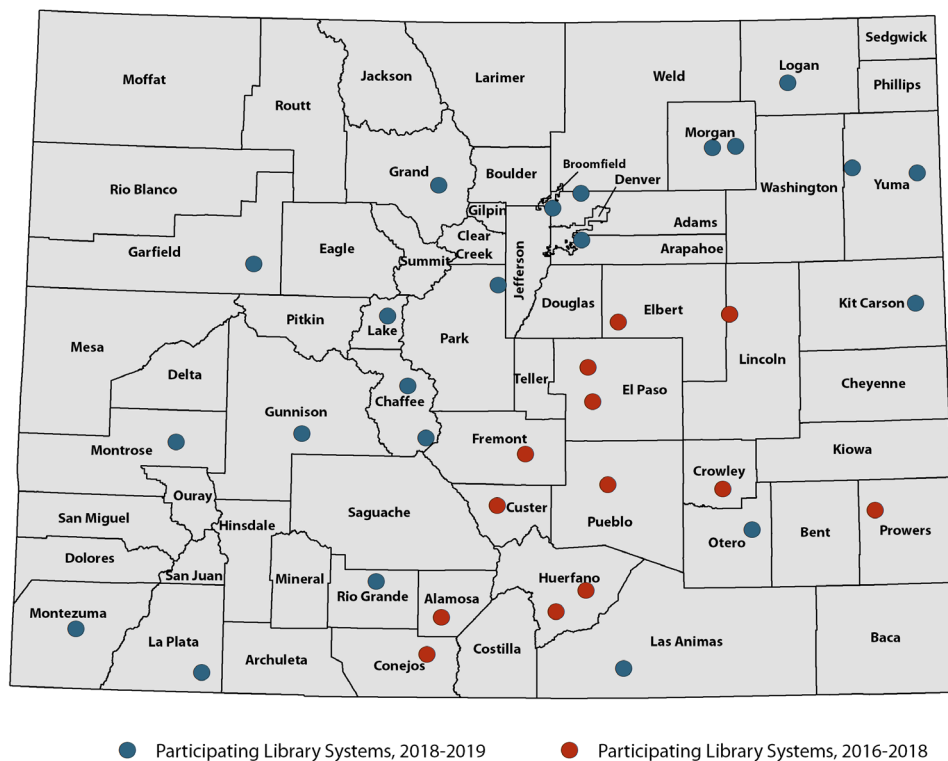 Sedgwick
Jackson
Logan
Moffat
Larimer
Weld
Phillips
Routt
Morgan
Broomfield
Grand
Boulder
Denver
Rio Blanco
Washington
Yuma
Gilpin
Adams
Clear
Creek
Garfield
Eagle
Summit
Arapahoe
Jefferson
Douglas
Elbert
Kit Carson
Pitkin
Lake
Park
Mesa
Lincoln
Delta
Teller
El Paso
Cheyenne
Chaffee
Gunnison
Fremont
Montrose
Kiowa
Crowley
Ouray
Custer
San Miguel
Saguache
Pueblo
Hinsdale
Otero
Bent
Prowers
Dolores
San Juan
Mineral
Huerfano
Rio Grande
Alamosa
Montezuma
La Plata
Las Animas
Baca
Costilla
Archuleta
Conejos
Participating Library Systems, 2018-2019
Participating Library Systems, 2016-2018